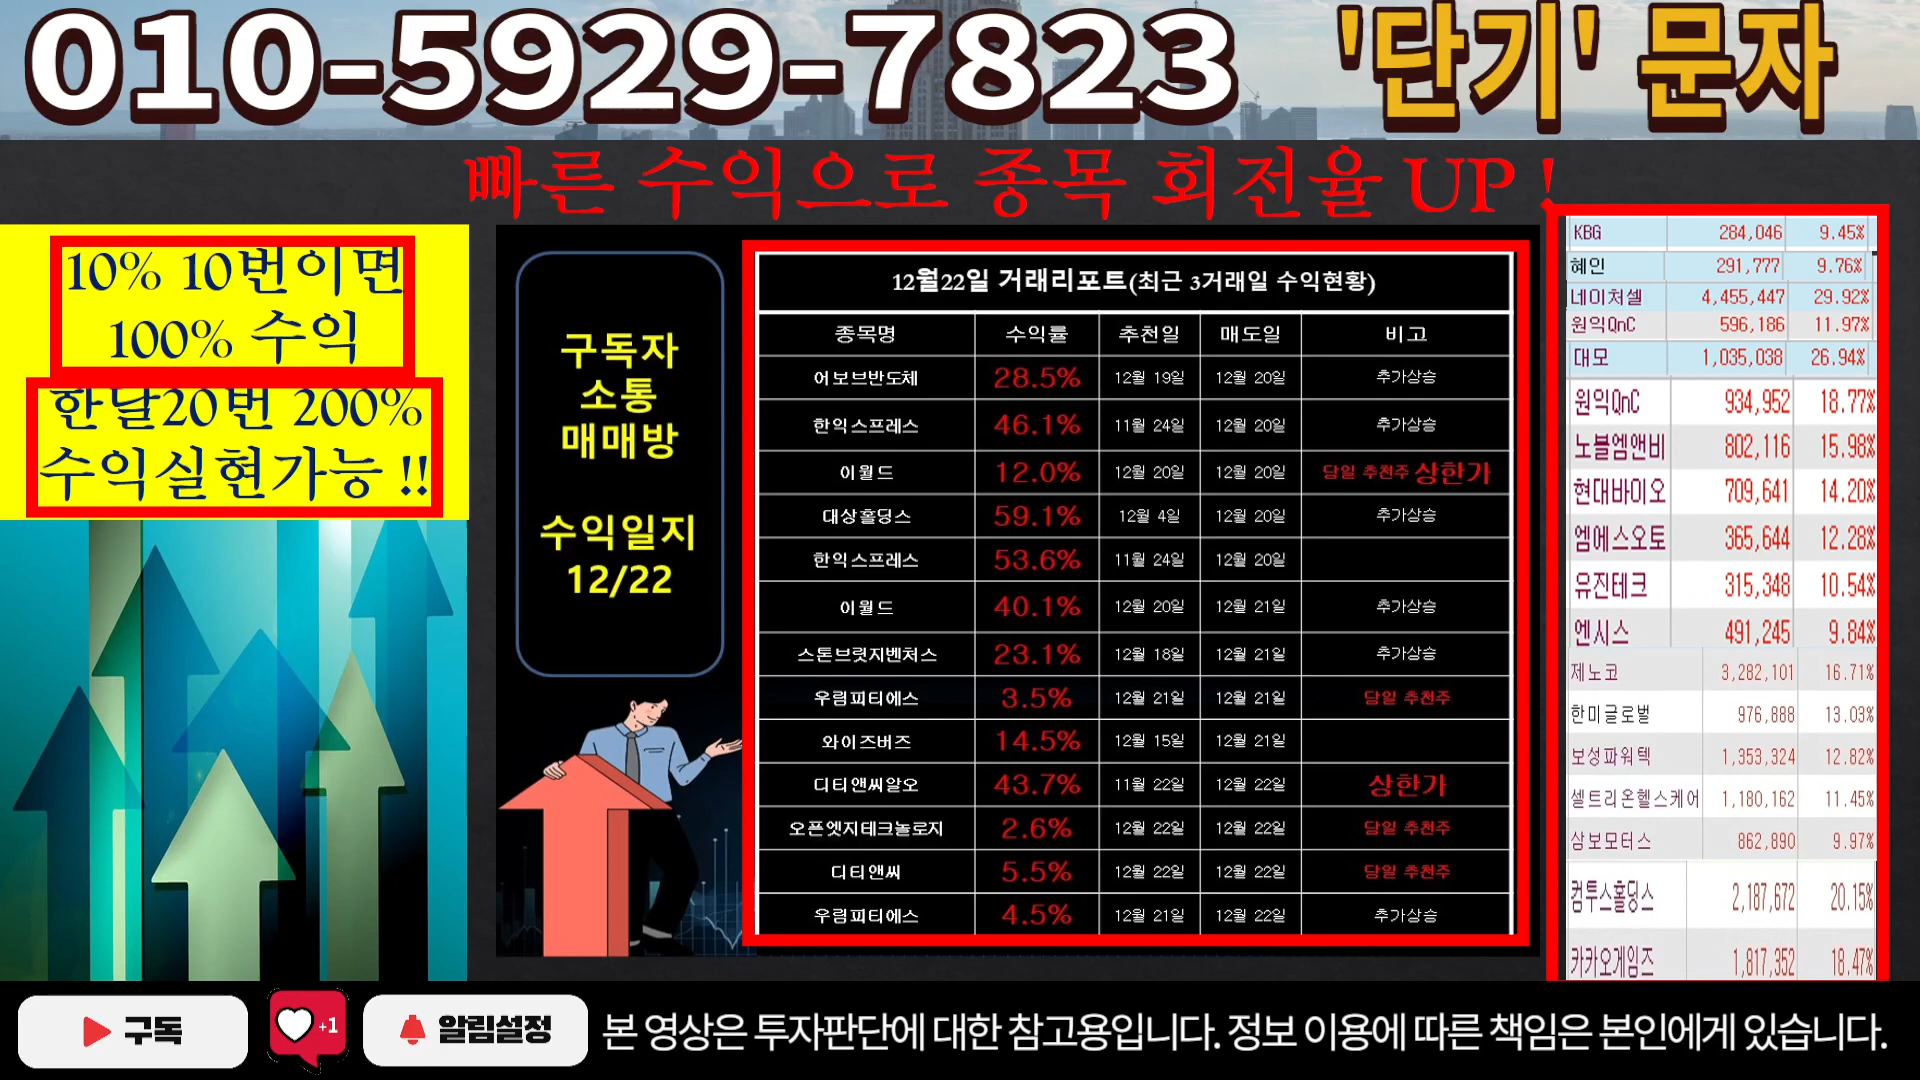 010-5929-7823 '단기' 문자
빠른 수익으로 종목 회전율 UP !
10% 10번이면
100% 수익
한달20번 200%
수익실현가능 !!
구독자
소통
매매방
수익일지
12/22
12월22일 거래리포트(최근 3거래일 수익현황)
종목명 수익률 추천일 매도일 비고
어보브반도체 28.5% 12월 19일 12월 20일 추가상승
한익스프레스 46.1% 11월 24일 12월 20일 추가상승
이월드 12.0% 12월 20일 12월 20일 당일 추천주 상한가
대상홀딩스 59.1% 12월 4일 12월 20일 추가상승
한익스프레스 53.6% 11월 24일 12월 20일
이월드 40.1% 12월 20일 12월 21일 추가상승
스톤브릿지벤처스 23.1% 12월 18일 12월 21일 추가상승
우림피티에스 3.5% 12월 21일 12월 21일 당일 추천주
와이즈버즈 14.5% 12월 15일 12월 21일
디티앤씨알오 43.7% 11월 22일 12월 22일 상한가
오픈엣지테크놀로지 2.6% 12월 22일 12월 22일 당일 추천주
디티앤씨 5.5% 12월 22일 12월 22일 당일 추천주
우림피티에스 4.5% 12월 21일 12월 22일 추가상승
KBG 284,046 9.45%
혜인 291,777 9.76%
네이처셀 4,455,447 29.92%
원익QnC 596,186 11.97%
대모 1,035,038 26.94%
원익QnC 934,952 18.77%
노블엠앤비 802,116 15.98%
현대바이오 709,641 14.20%
엠에스오토 365,644 12.28%
유진테크 315,348 10.54%
엔시스 491,245 9.84%
제노코 3,282,101 16.71%
한미글로벌 976,888 13.03%
보성파워텍 1,353,324 12.82%
셀트리온헬스케어 1,180,162 11.45%
삼보모터스 862,890 9.97%
컴투스홀딩스 2,187,672 20.15%
카카오게임즈 1,817,352 18.47%
구독 +1 알림설정 본 영상은 투자판단에 대한 참고용입니다. 정보 이용에 따른 책임은 본인에게 있습니다.